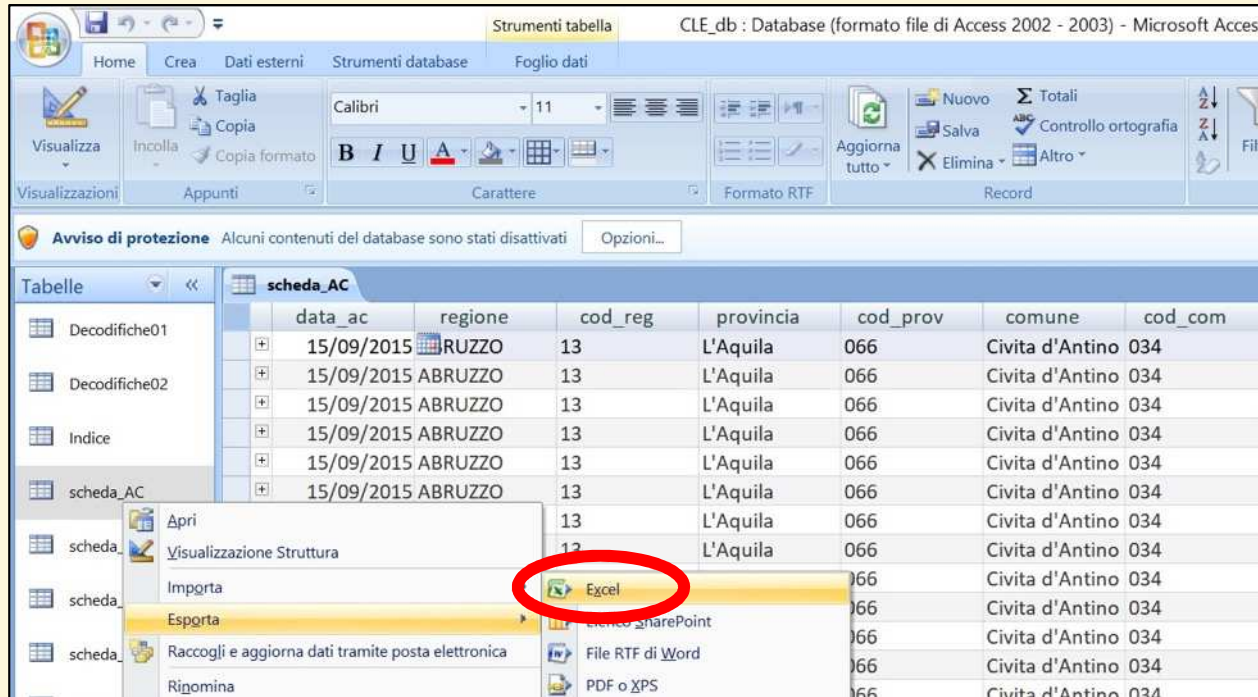 Strumenti tabella CLE_db : Database (formato file di Access 2002 - 2003) - Microsoft Acces
Home Crea Dati esterni Strumenti database Foglio dati
Visualizza
Incolla
Taglia
Copia
Copia formato
Calibri 11
B I U A
Aggiorna tutto
Nuovo
Salva
Elimina
Σ Totali
ABC Controllo ortografia
Altro
A Z
Z A
Fil
Visualizzazioni Appunti Carattere Formato RTF Record
Avviso di protezione Alcuni contenuti del database sono stati disattivati Opzioni...
Tabelle «
Decodifiche01
Decodifiche02
Indice
scheda_AC
scheda_
scheda_
scheda_
scheda_AC
data_ac regione cod_reg provincia cod_prov comune cod_com
15/09/2015 RUZZO 13 L'Aquila 066 Civita d'Antino 034
15/09/2015 ABRUZZO 13 L'Aquila 066 Civita d'Antino 034
15/09/2015 ABRUZZO 13 L'Aquila 066 Civita d'Antino 034
15/09/2015 ABRUZZO 13 L'Aquila 066 Civita d'Antino 034
15/09/2015 ABRUZZO 13 L'Aquila 066 Civita d'Antino 034
15/09/2015 ABRUZZO 13 L'Aquila 066 Civita d'Antino 034
13 L'Aquila 066 Civita d'Antino 034
13 L'Aquila 066 Civita d'Antino 034
066 Civita d'Antino 034
066 Civita d'Antino 034
066 Civita d'Antino 034
066 Civita d'Antino 034
066 Civita d'Antino 034
Apri
Visualizzazione Struttura
Importa
Esporta
Raccogli e aggiorna dati tramite posta elettronica
Rinomina
Excel
Elenco SharePoint
File RTF di Word
PDF o XPS